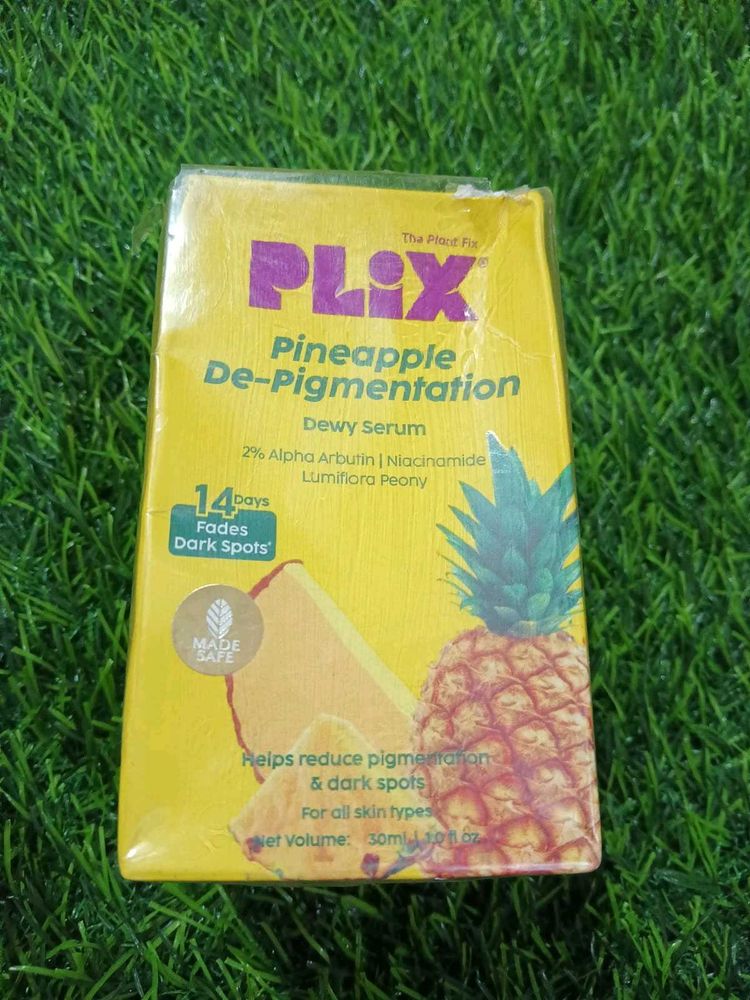 The Plant Fix
PLiX®
Pineapple
De-Pigmentation
Dewy Serum
2% Alpha Arbutin | Niacinamide
Lumiflora Peony
14 Days
Fades
Dark Spots*
MADE
SAFE
Helps reduce pigmentation
& dark spots
For all skin types
Net Volume: 30ml | 1.0 fl oz